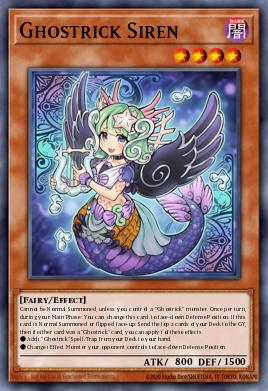 Ghostrick Siren
DARK
闇
[Fairy/Effect]
Cannot be Normal Summoned, unless you control a "Ghostrick" monster. Once per turn,
during your Main Phase: You can change this card to face-down Defense Position. If this
card is Normal Summoned or flipped face-up: Send the top 2 cards of your Deck to the GY,
then if either card was a "Ghostrick" card, you can apply 1 of these effects.
●Add 1 "Ghostrick" Spell/Trap from your Deck to your hand.
●Change 1 Effect Monster your opponent controls to face-down Defense Position.
ATK/ 800 DEF/1500
©2020 Studio Dice/SHUEISHA, TV TOKYO, KONAMI